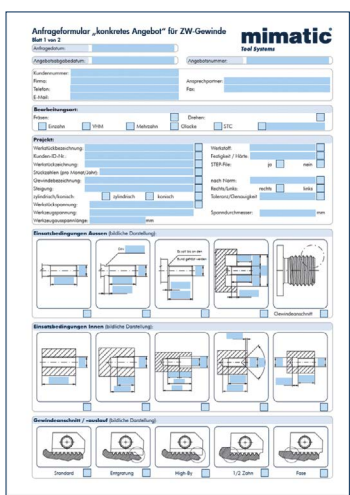 Anfrageformular „konkretes Angebot“ für ZW-Gewinde
Blatt 1 von 2
mimatic
Tool Systems
Anfragedatum:
Angebotsabgabedatum:
Angebotsnummer:
Kundennummer:
Firma:
Ansprechpartner:
Telefon:
Fax:
E-Mail:
Bearbeitungsart:
Fräsen:
Drehen:
Einzahn
VHM
Mehrzahn
Glocke
STC
Projekt:
Werkstückbezeichnung:
Werkstoff:
Kunden-ID-Nr.:
Festigkeit / Härte:
Werkstückzeichnung:
STEP-File:
ja
nein
Stückzahlen (pro Monat/Jahr):
Gewindebezeichnung:
nach Norm:
Steigung:
Rechts/Links:
rechts
links
zylindrisch/konisch:
zylindrisch
konisch
Toleranz/Genauigkeit
Werkstückspannung:
Werkzeugspannung:
Spanndurchmesser:
mm
Werkzeugausspannlänge:
mm
Einsatzbedingungen Aussen (bildliche Darstellung):
Gewindeanschnitt
Einsatzbedingungen Innen (bildliche Darstellung):
Gewindeanschnitt / -auslauf (bildliche Darstellung):
Standard
Entgratung
High-By
1/2 Zahn
Fase